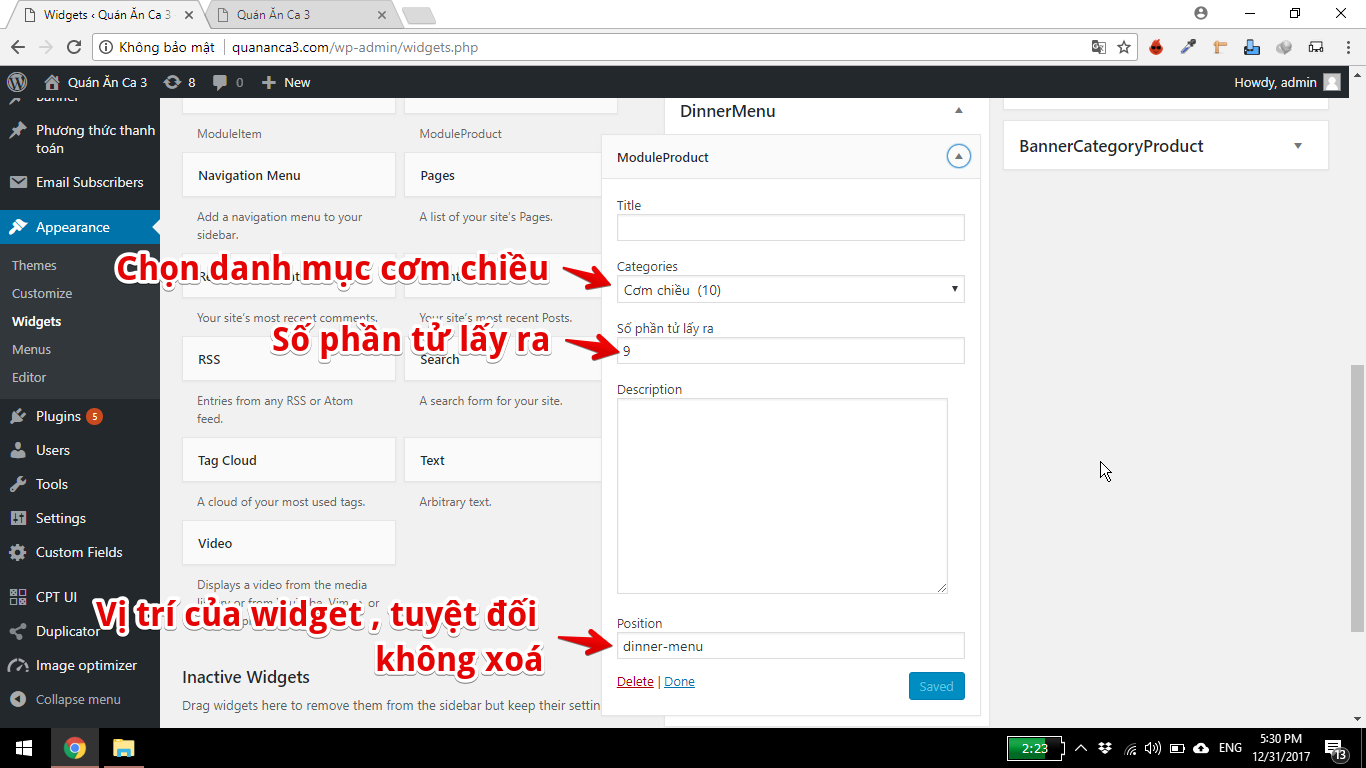 Widgets ‹ Quán Ăn Ca 3
Quán Ăn Ca 3
Không bảo mật
quananca3.com/wp-admin/widgets.php
Quán Ăn Ca 3
8
0
New
Howdy, admin
Banner
Phương thức thanh
toán
Email Subscribers
Appearance
Themes
Customize
Widgets
Menus
Editor
Plugins
5
Users
Tools
Settings
Custom Fields
CPT UI
Duplicator
Image optimizer
Collapse menu
ModuleItem
ModuleProduct
Navigation Menu
Pages
Add a navigation menu to your
sidebar.
A list of your site's Pages.
Your site's most recent comments.
Your site's most recent Posts.
RSS
Search
Entries from any RSS or Atom
feed.
A search form for your site.
Tag Cloud
Text
A cloud of your most used tags.
Arbitrary text.
Video
Displays a video from the media
Inactive Widgets
Drag widgets here to remove them from the sidebar but keep their
DinnerMenu
ModuleProduct
Title
Chọn danh mục cơm chiều
Categories
Cơm chiều (10)
Số phần tử lấy ra
Số phần tử lấy ra
9
Description
Vị trí của widget , tuyệt đối
không xoá
Position
dinner-menu
Delete | Done
Saved
BannerCategoryProduct
2:23
ENG
5:30 PM
12/31/2017
13